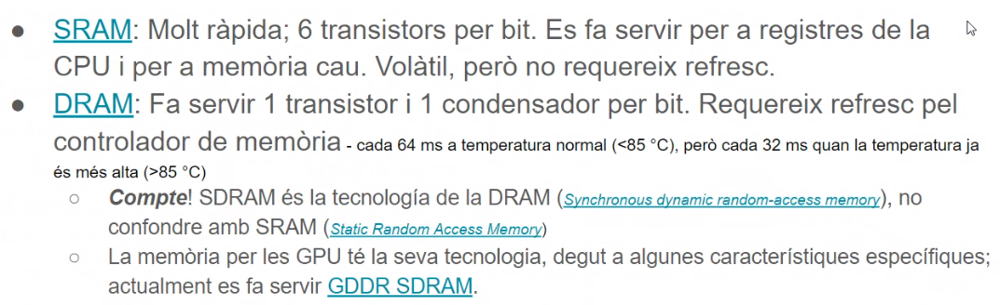 ● SRAM: Molt ràpida; 6 transistors per bit. Es fa servir per a registres de la
CPU i per a memòria cau. Volàtil, però no requereix refresc.
● DRAM: Fa servir 1 transistor i 1 condensador per bit. Requereix refresc pel
controlador de memòria - cada 64 ms a temperatura normal (<85 °C), però cada 32 ms quan la temperatura ja
és més alta (>85 °C)
○ Compte! SDRAM és la tecnología de la DRAM (Synchronous dynamic random-access memory), no
confondre amb SRAM (Static Random Access Memory)
○ La memòria per les GPU té la seva tecnologia, degut a algunes característiques específiques;
actualment es fa servir GDDR SDRAM.